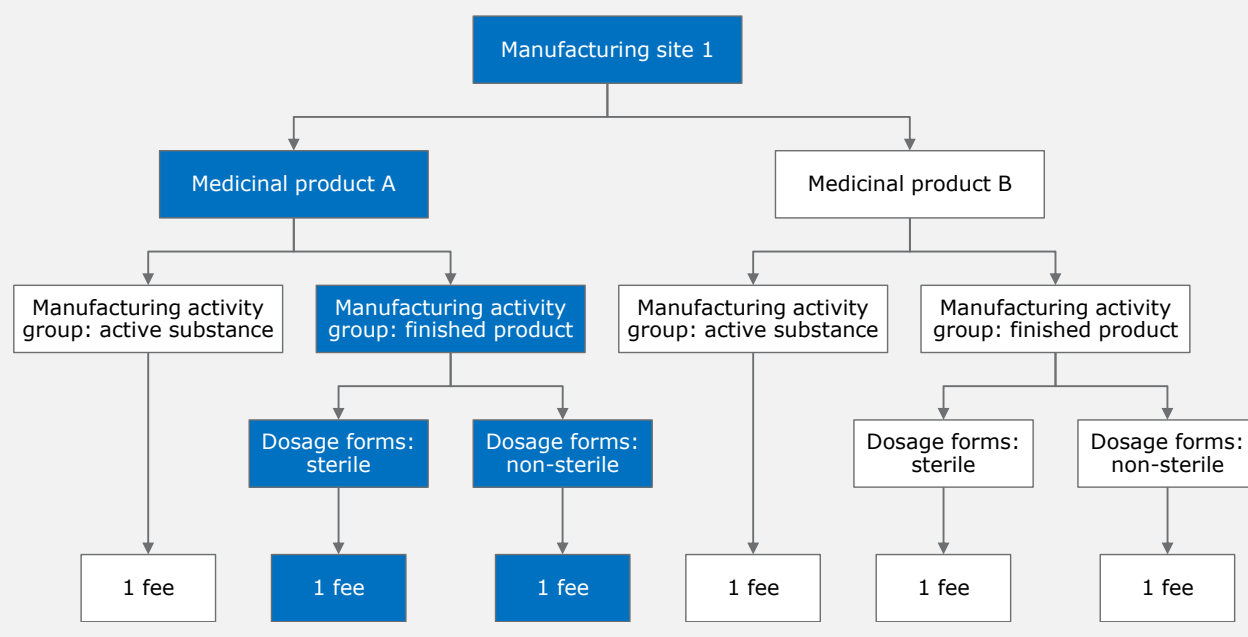 Manufacturing site 1
Medicinal product A
Medicinal product B
Manufacturing activity
group: active substance
Manufacturing activity
group: finished product
Manufacturing activity
group: active substance
Manufacturing activity
group: finished product
Dosage forms:
sterile
Dosage forms:
non-sterile
Dosage forms:
sterile
Dosage forms:
non-sterile
1 fee
1 fee
1 fee
1 fee
1 fee
1 fee